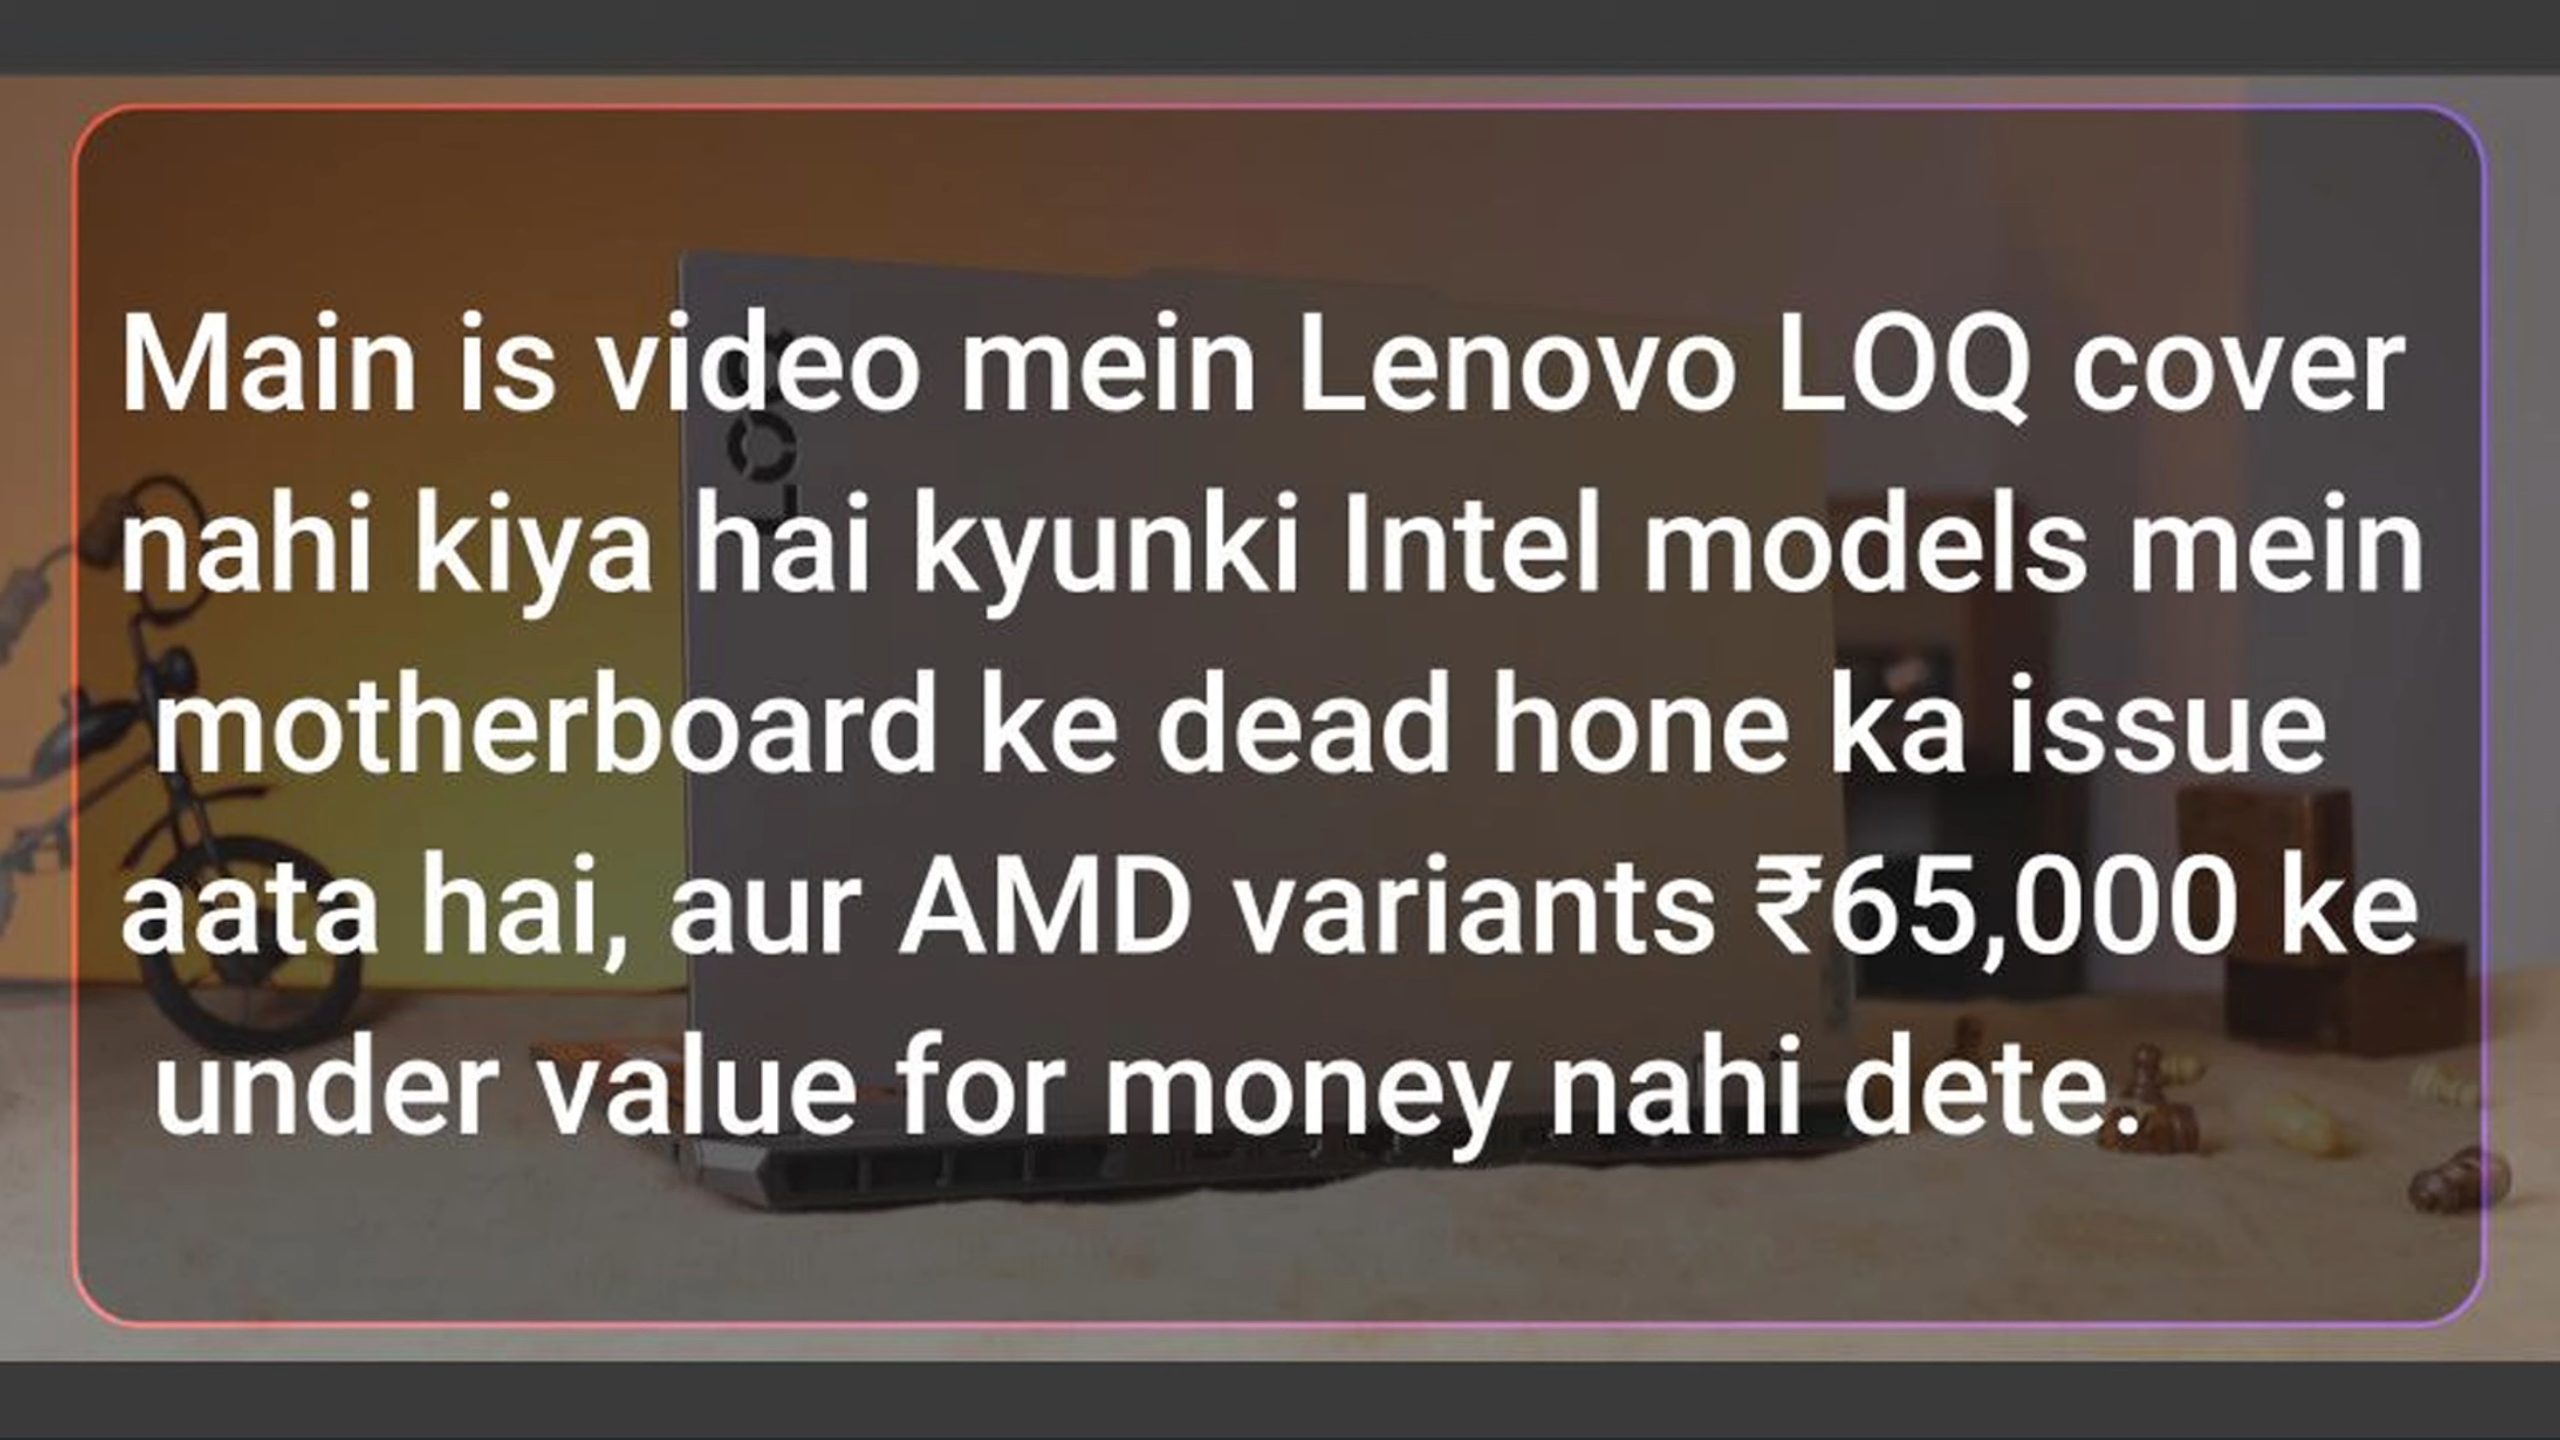 Main is video mein Lenovo LOQ cover
nahi kiya hai kyunki Intel models mein
motherboard ke dead hone ka issue
aata hai, aur AMD variants ₹65,000 ke
under value for money nahi dete.
LOQ